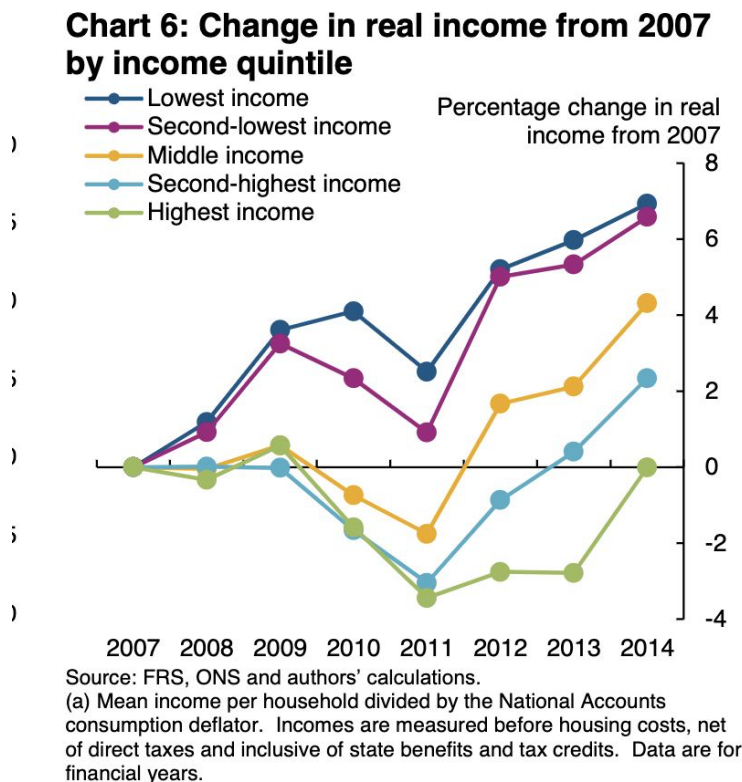 Chart 6: Change in real income from 2007
by income quintile
Lowest income
Second-lowest income
Middle income
Second-highest income
Highest income
Percentage change in real
income from 2007
8
6
4
2
0
-2
-4
2007 2008 2009 2010 2011 2012 2013 2014
Source: FRS, ONS and authors’ calculations.
(a) Mean income per household divided by the National Accounts
consumption deflator. Incomes are measured before housing costs, net
of direct taxes and inclusive of state benefits and tax credits. Data are for
financial years.